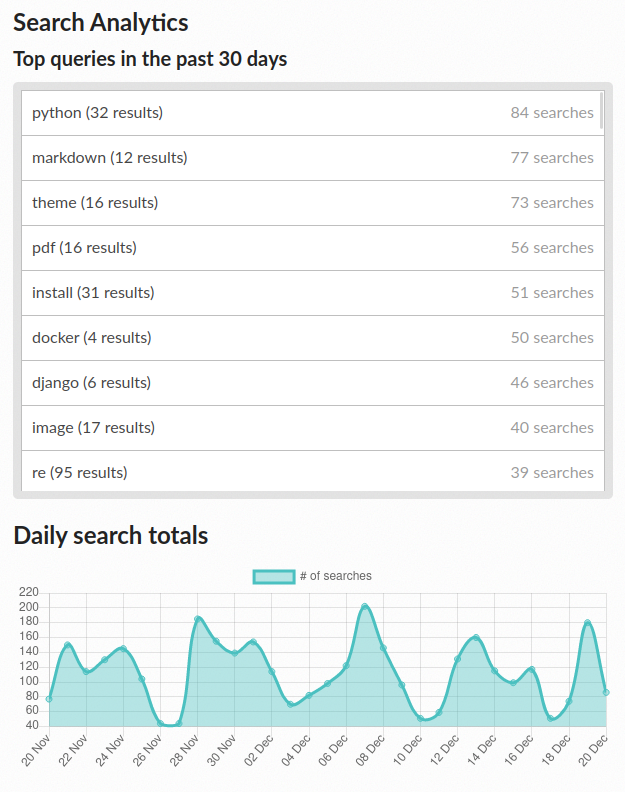 Search Analytics
Top queries in the past 30 days
python (32 results) 84 searches
markdown (12 results) 77 searches
theme (16 results) 73 searches
pdf (16 results) 56 searches
install (31 results) 51 searches
docker (4 results) 50 searches
django (6 results) 46 searches
image (17 results) 40 searches
re (95 results) 39 searches
Daily search totals
# of searches
220
200
180
160
140
120
100
80
60
40
20 Nov 22 Nov 24 Nov 26 Nov 28 Nov 30 Nov 02 Dec 04 Dec 06 Dec 08 Dec 10 Dec 12 Dec 14 Dec 16 Dec 18 Dec 20 Dec